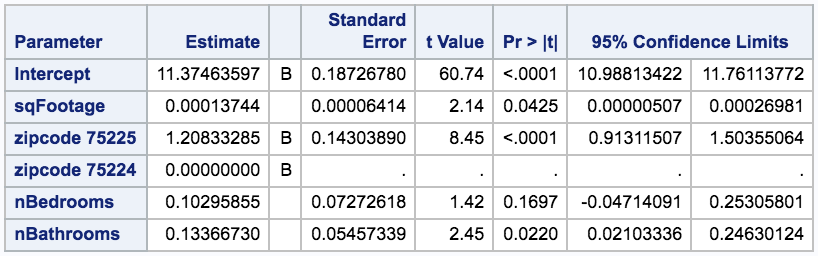 Parameter Estimate Standard Error t Value Pr > |t| 95% Confidence Limits
Intercept 11.37463597 B 0.18726780 60.74 <.0001 10.98813422 11.76113772
sqFootage 0.00013744 0.00006414 2.14 0.0425 0.00000507 0.00026981
zipcode 75225 1.20833285 B 0.14303890 8.45 <.0001 0.91311507 1.50355064
zipcode 75224 0.00000000 B . . . . .
nBedrooms 0.10295855 0.07272618 1.42 0.1697 -0.04714091 0.25305801
nBathrooms 0.13366730 0.05457339 2.45 0.0220 0.02103336 0.24630124